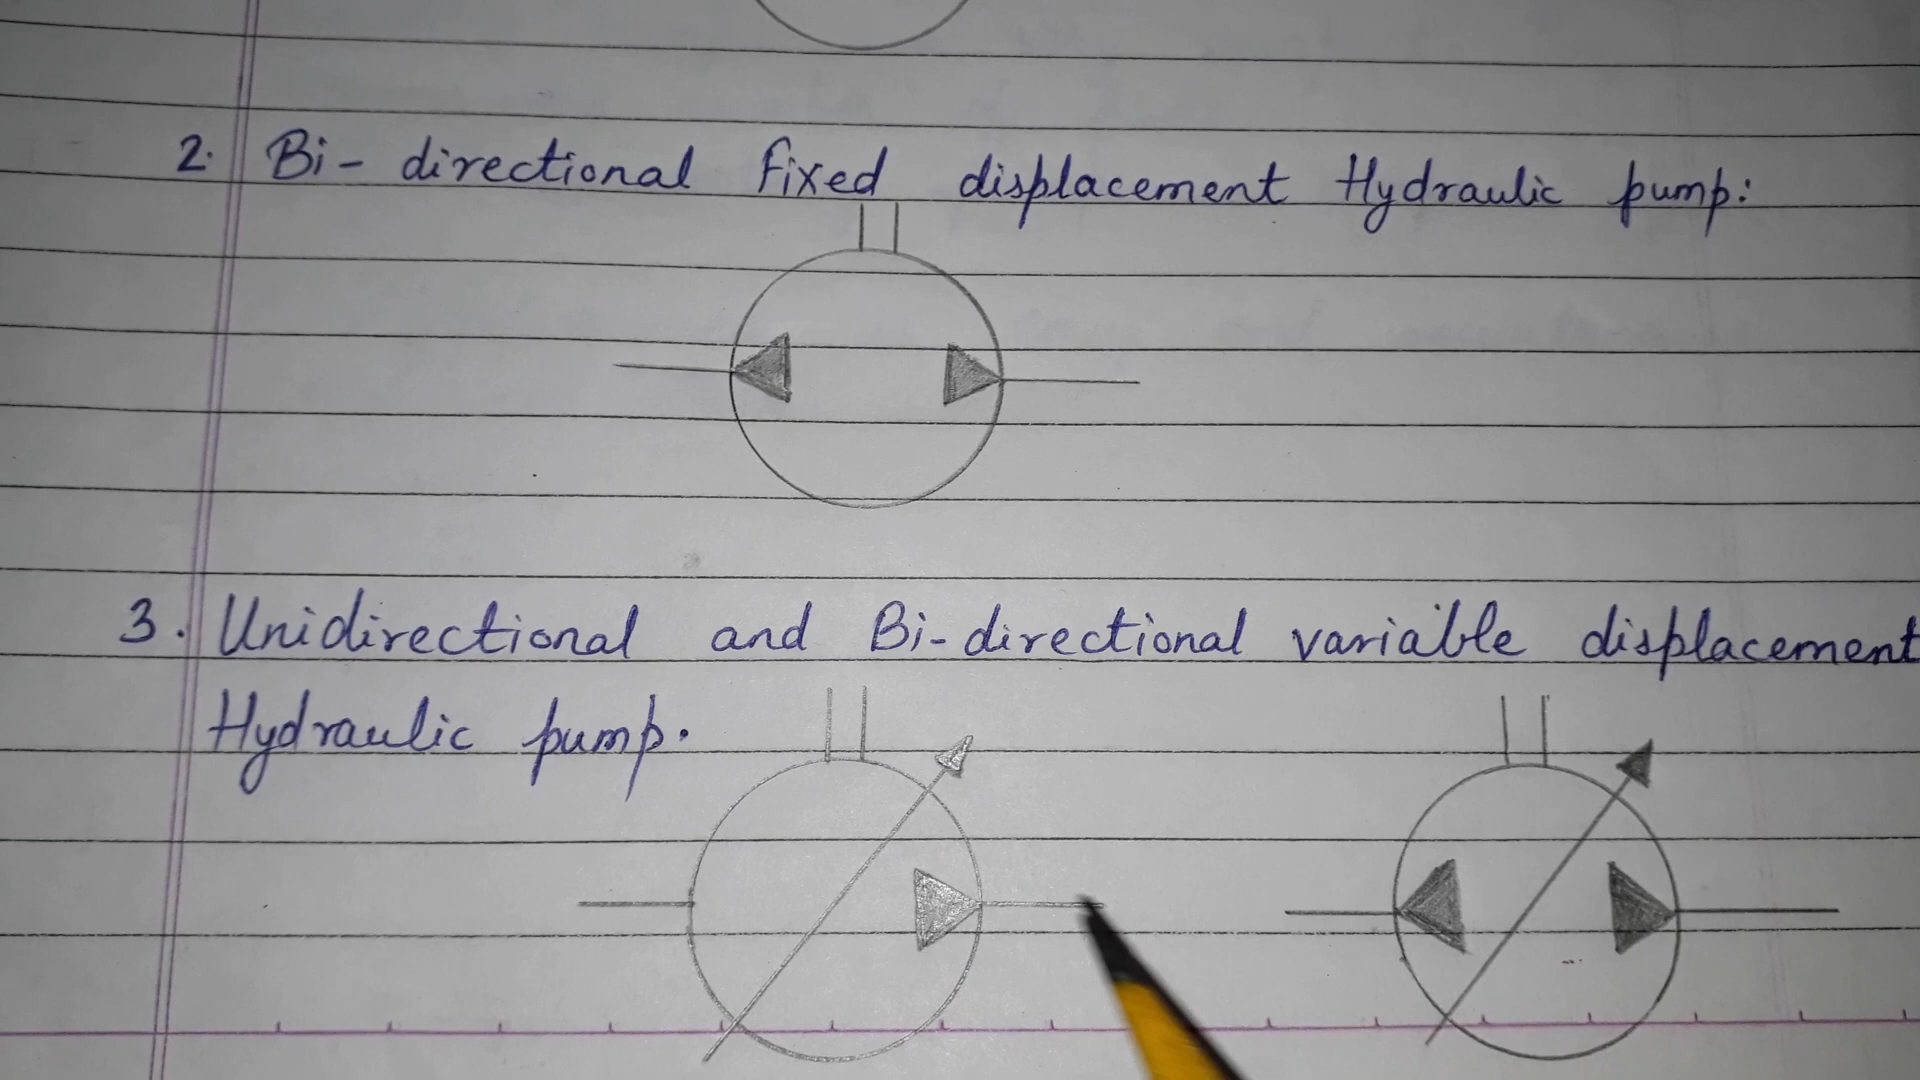 2. Bi-directional fixed displacement Hydraulic pump:
3. Unidirectional and Bi-directional variable displacement
Hydraulic pump.